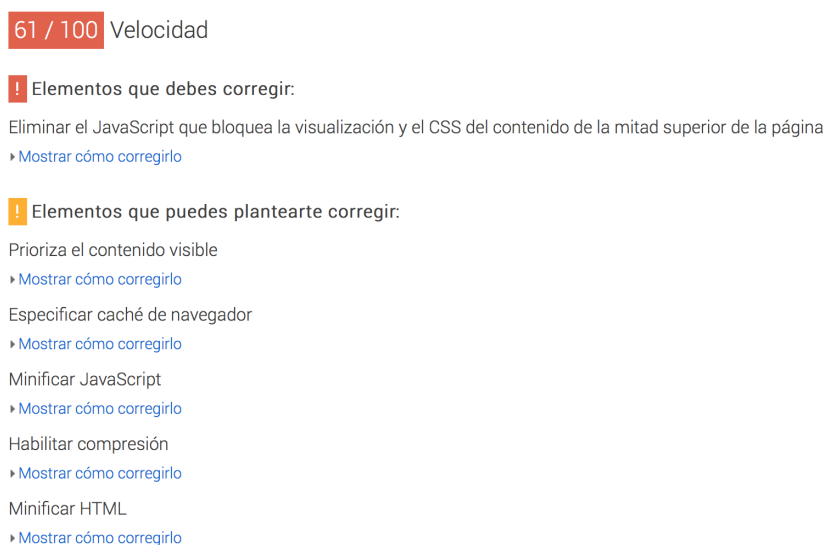 61 / 100 Velocidad
! Elementos que debes corregir:
Eliminar el JavaScript que bloquea la visualización y el CSS del contenido de la mitad superior de la página
Mostrar cómo corregirlo
! Elementos que puedes plantearte corregir:
Prioriza el contenido visible
Mostrar cómo corregirlo
Especificar caché de navegador
Mostrar cómo corregirlo
Minificar JavaScript
Mostrar cómo corregirlo
Habilitar compresión
Mostrar cómo corregirlo
Minificar HTML
Mostrar cómo corregirlo